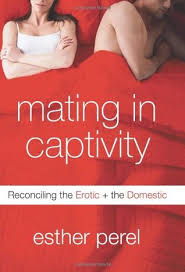 mating in
captivity
Reconciling the Erotic + the Domestic
esther perel